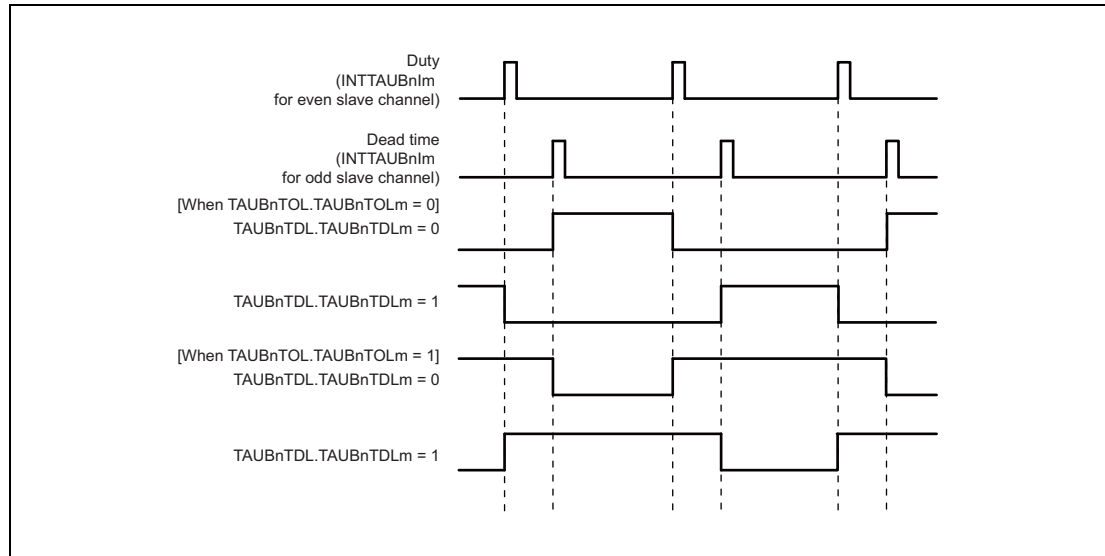 Duty
(INTTAUBnIm
for even slave channel)
Dead time
(INTTAUBnIm
for odd slave channel)
[When TAUBnTOL.TAUBnTOLm = 0]
TAUBnTDL.TAUBnTDLm = 0
TAUBnTDL.TAUBnTDLm = 1
[When TAUBnTOL.TAUBnTOLm = 1]
TAUBnTDL.TAUBnTDLm = 0
TAUBnTDL.TAUBnTDLm = 1